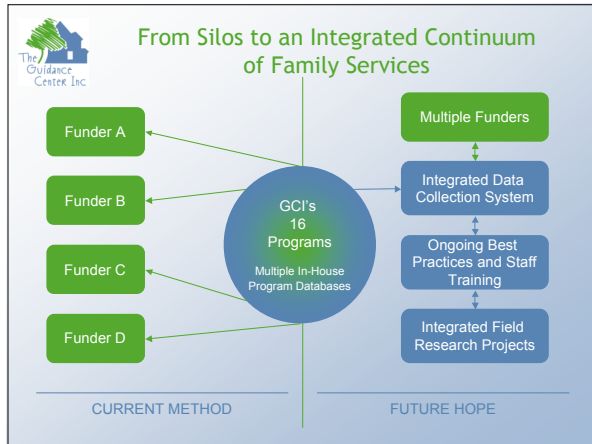 The
Guidance
Center Inc
From Silos to an Integrated Continuum
of Family Services
Funder A
Funder B
Funder C
Funder D
GCI's
16
Programs
Multiple In-House
Program Databases
Multiple Funders
Integrated Data
Collection System
Ongoing Best
Practices and Staff
Training
Integrated Field
Research Projects
CURRENT METHOD
FUTURE HOPE